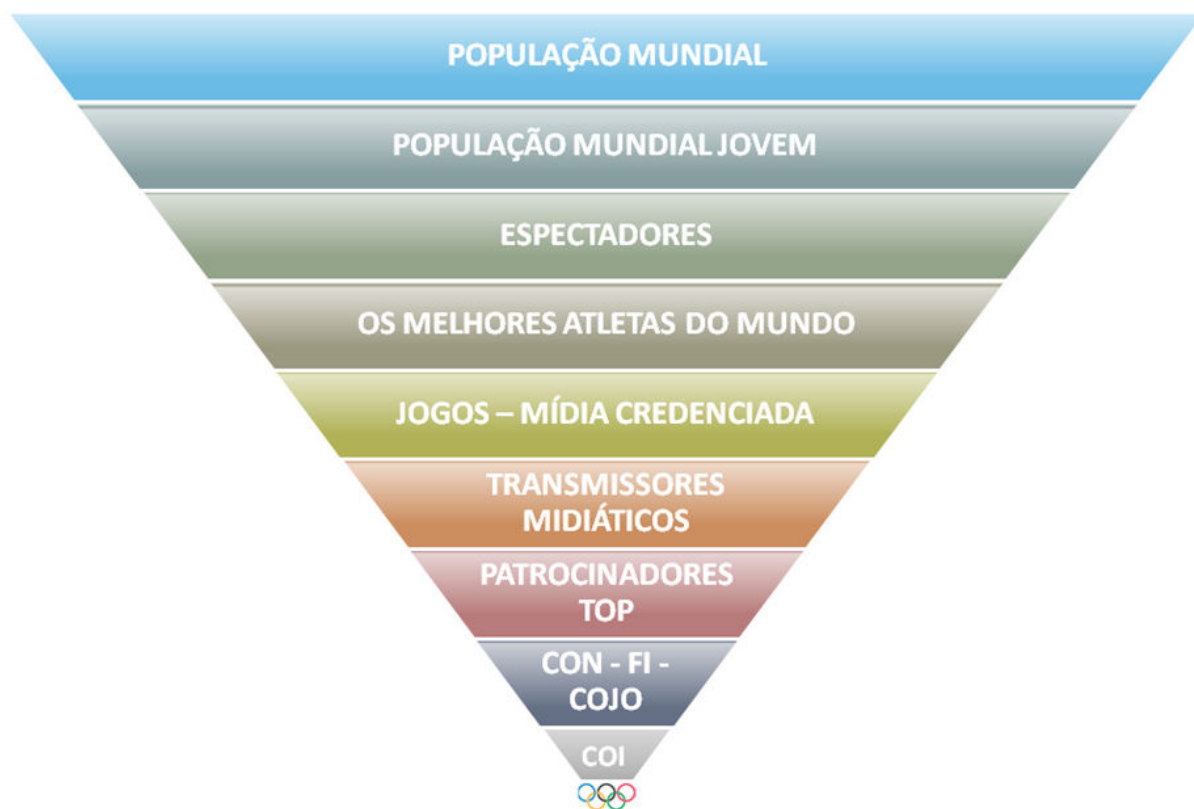 POPULAÇÃO MUNDIAL
POPULAÇÃO MUNDIAL JOVEM
ESPECTADORES
OS MELHORES ATLETAS DO MUNDO
JOGOS – MÍDIA CREDENCIADA
TRANSMISSORES
MIDIÁTICOS
PATROCINADORES
TOP
CON - FI -
COJO
COI